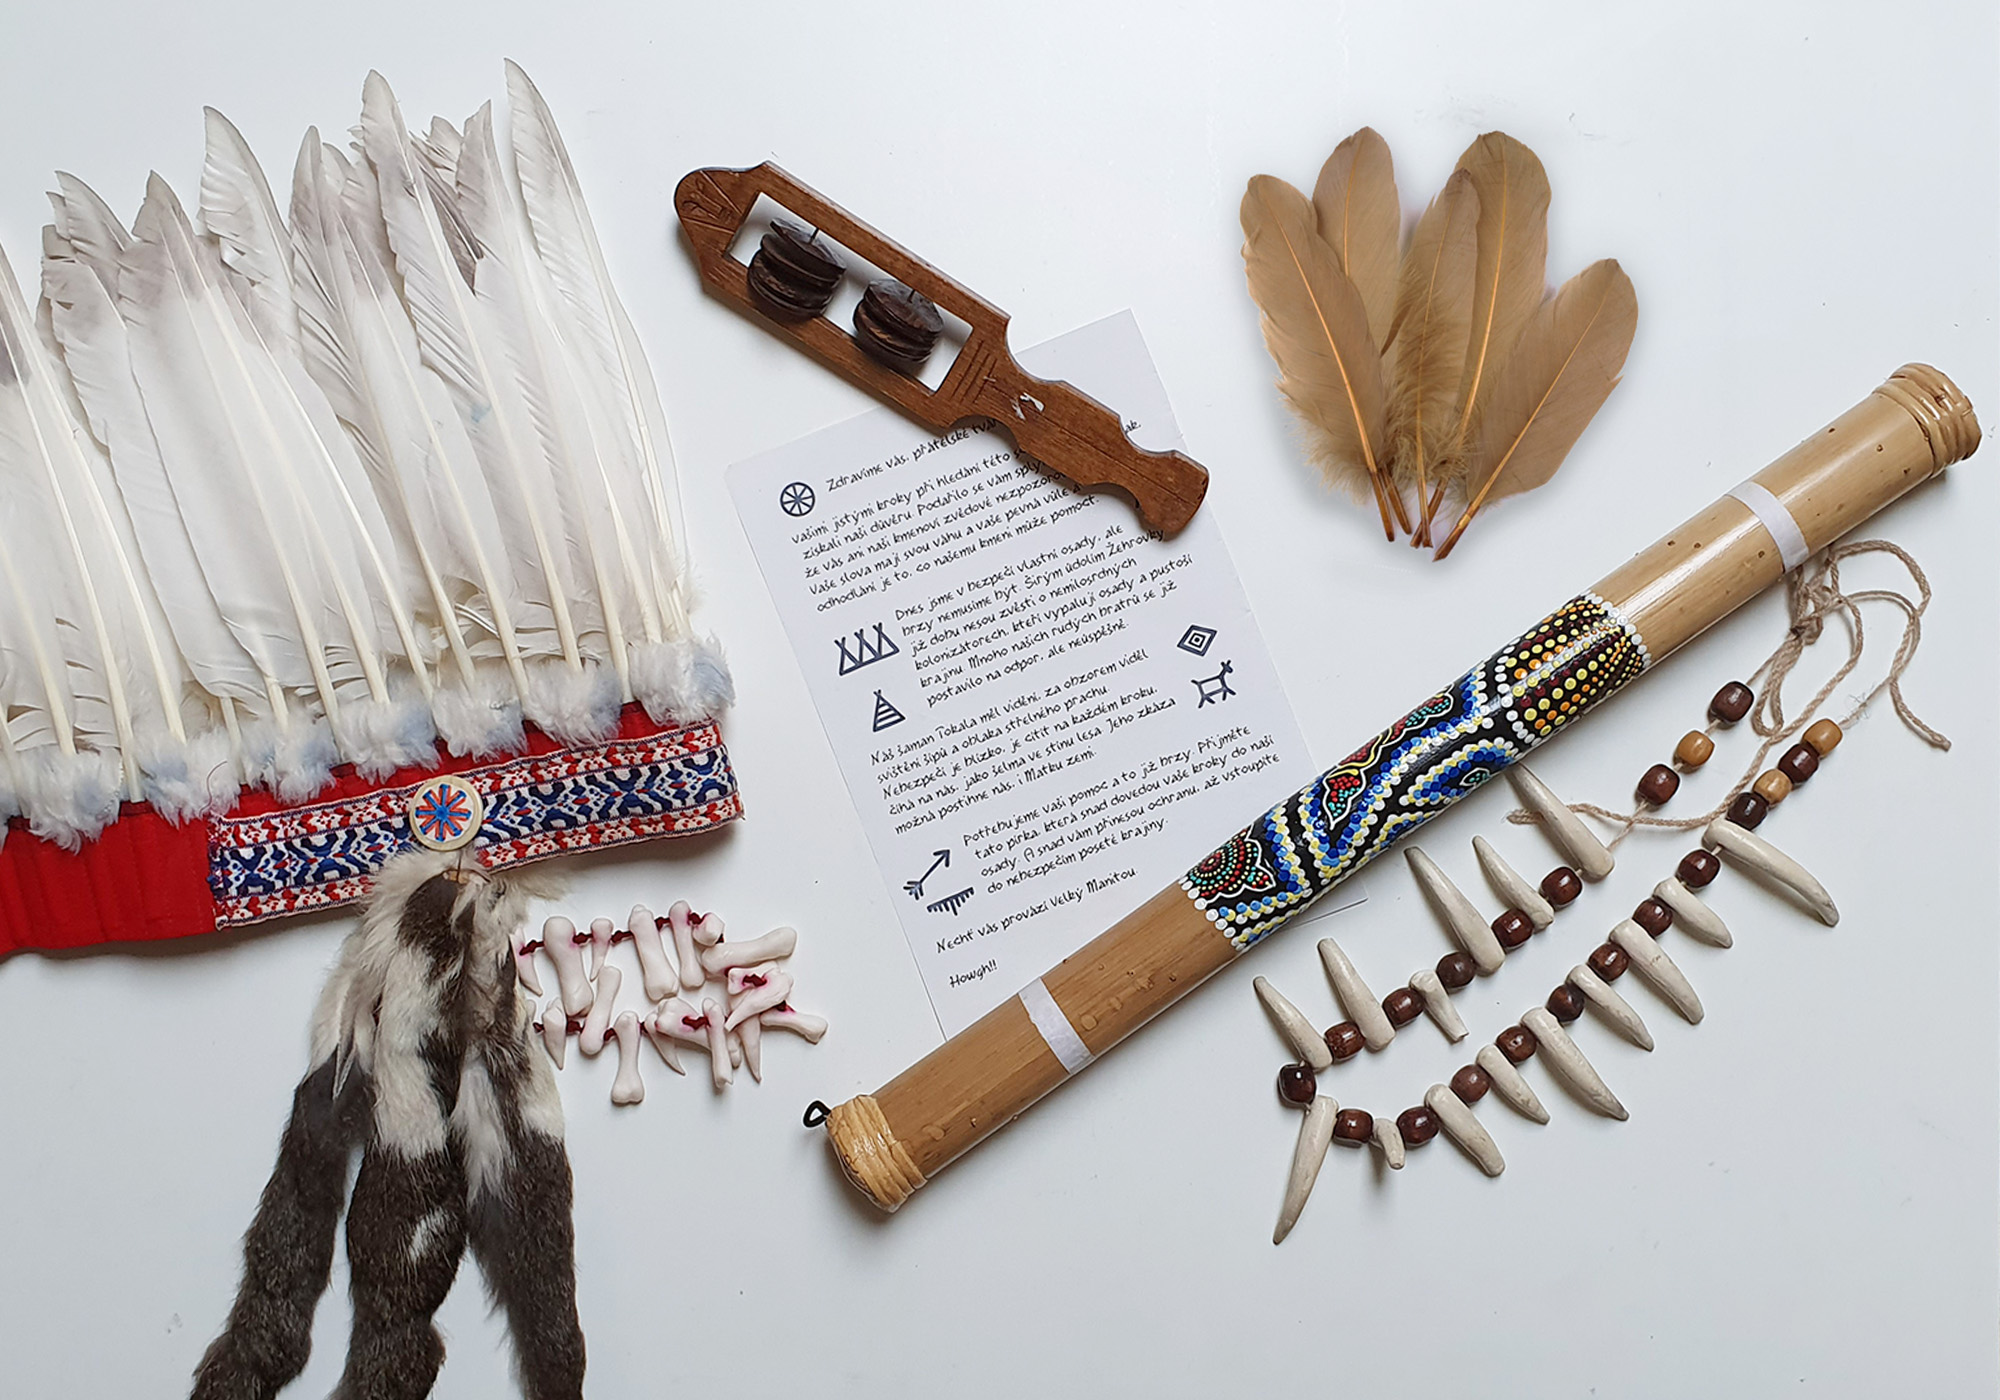 Zdravíme vás, přátelské tvá
vašimi jistými kroky při hledání této
získali naši důvěru. Podařilo se vám
že vás ani naši kmenoví zvědové nezpozoro
Vaše slova mají svou váhu a vaše pevná vůle a
odhodlání je to, co našemu kmeni může pomoct.
Dnes jsme v bezpečí vlastní osady, ale
brzy nemusíme být. Širým údolím Žehrovky
již dobu nesou zvěsti o nemilosrdných
kolonizátorech, kteří vypalují osady a pustoší
krajinu. Mnoho našich rudých bratrů se již
postavilo na odpor, ale neúspěšně.
Náš šaman Tokala měl vidění, za obzorem viděl
svištění šípů a oblaka střelného prachu.
Nebezpečí je blízko, je cítit na každém kroku,
číhá na nás, jako šelma ve stínu lesa. Jeho zkáza
možná postihne nás, i Matku zemi.
Potřebujeme vaši pomoc a to již brzy. Přijměte
tato pírka, která snad dovedou vaše kroky do naší
osady. A snad vám přinesou ochranu, až vstoupíte
do nebezpečím poseté krajiny.
Nechť vás provází Velký Manitou.
Howgh!!